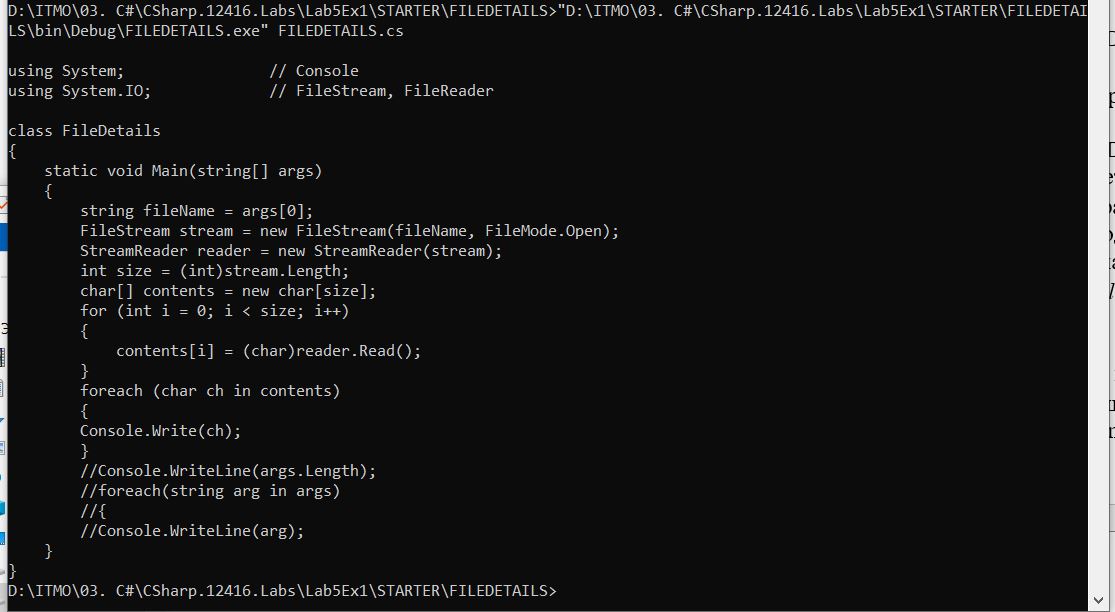 D:\ITMO\03. C#\CSharp.12416.Labs\Lab5Ex1\STARTER\FILEDETAILS>"D:\ITMO\03. C#\CSharp.12416.Labs\Lab5Ex1\STARTER\FILEDETAI
LS\bin\Debug\FILEDETAILS.exe" FILEDETAILS.cs
using System;                // Console
using System.IO;             // FileStream, FileReader
class FileDetails
{
    static void Main(string[] args)
    {
        string fileName = args[0];
        FileStream stream = new FileStream(fileName, FileMode.Open);
        StreamReader reader = new StreamReader(stream);
        int size = (int)stream.Length;
        char[] contents = new char[size];
        for (int i = 0; i < size; i++)
        {
            contents[i] = (char)reader.Read();
        }
        foreach (char ch in contents)
        {
        Console.Write(ch);
        }
        //Console.WriteLine(args.Length);
        //foreach(string arg in args)
        //{
        //Console.WriteLine(arg);
    }
}
D:\ITMO\03. C#\CSharp.12416.Labs\Lab5Ex1\STARTER\FILEDETAILS>